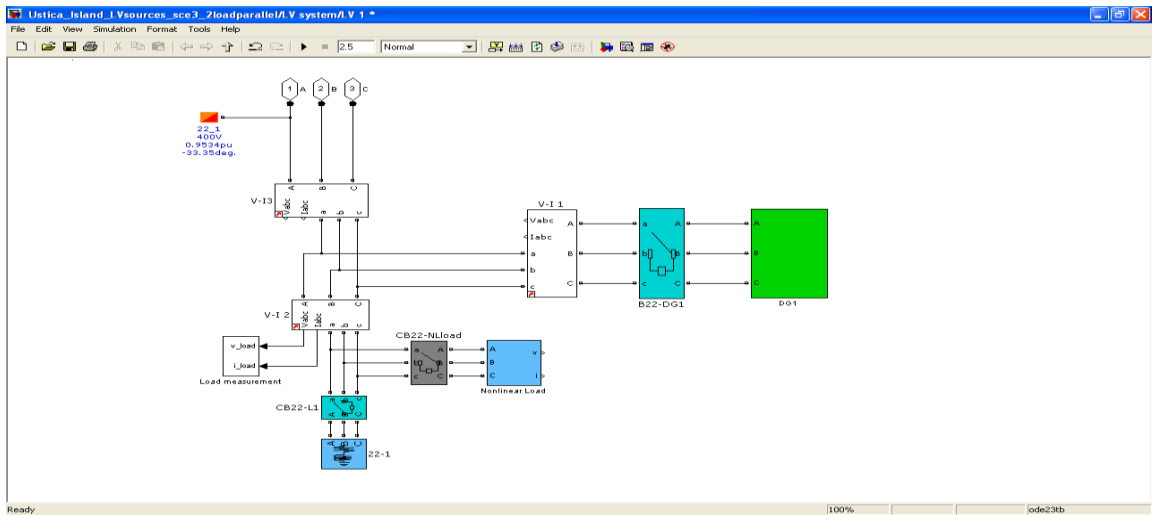 Ustica_Island_LVsources_sce3_2loadparallel/LV system/LV 1 *
File Edit View Simulation Format Tools Help
2.5 Normal
1 A 2 B 3 C
22_1
400V
0.9534pu
-33.35deg.
V-I3
A B C
Vabc Iabc a b c
V-I 1
Vabc
Iabc
a
b
c
A
B
C
a A
b B
c C
B22-DG1
A
B
C
DG1
V-I 2
A B C
Vabc Iabc a b c
v_load
i_load
Load measurement
CB22-NLload
a A
b B
c C
A
B
C
v
i
Nonlinear Load
CB22-L1
a b c
A B C
A B C
22-1
Ready 100% ode23tb